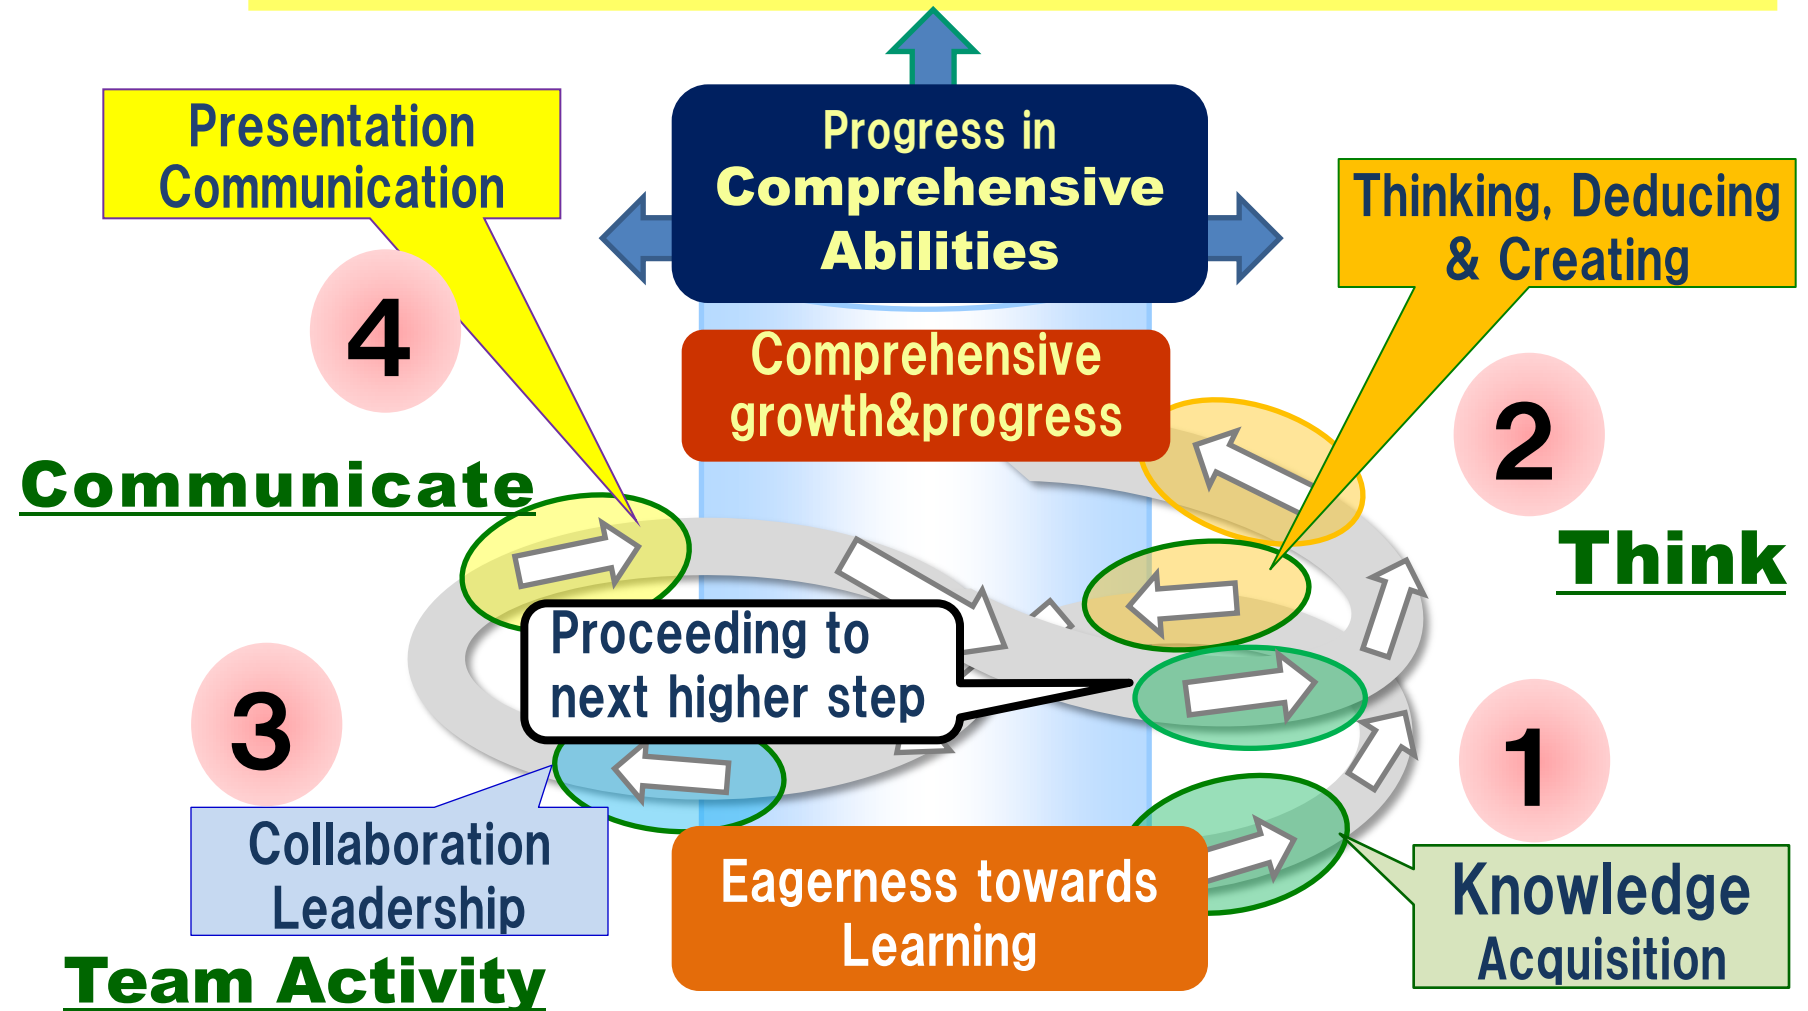 Presentation
Communication
Progress in
Comprehensive
Abilities
Thinking, Deducing
& Creating
4
Comprehensive
growth&progress
2
Communicate
Think
Proceeding to
next higher step
3
1
Collaboration
Leadership
Eagerness towards
Learning
Knowledge
Acquisition
Team Activity